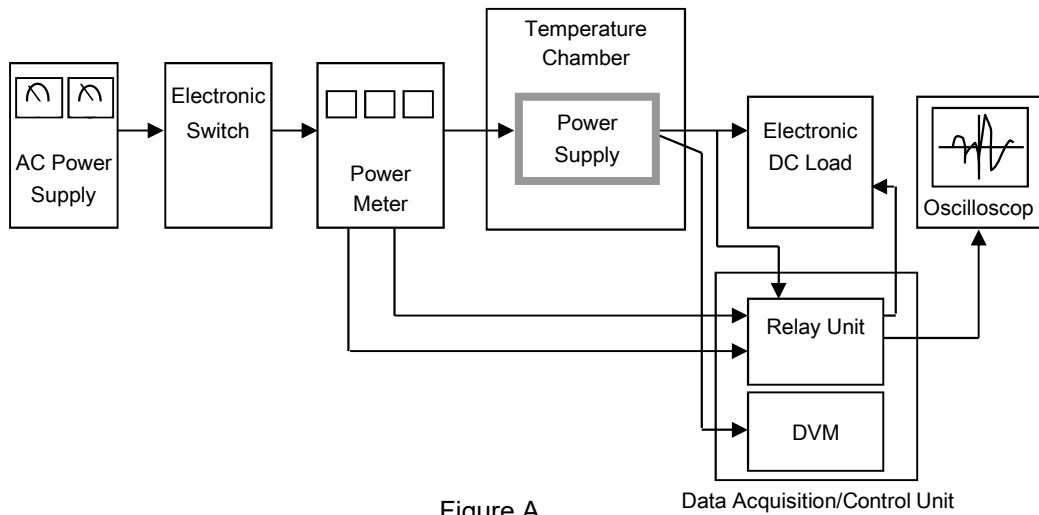 AC Power
Supply
Electronic
Switch
Power
Meter
Temperature
Chamber
Power
Supply
Electronic
DC Load
Oscilloscop
Relay Unit
DVM
Data Acquisition/Control Unit
Figure A